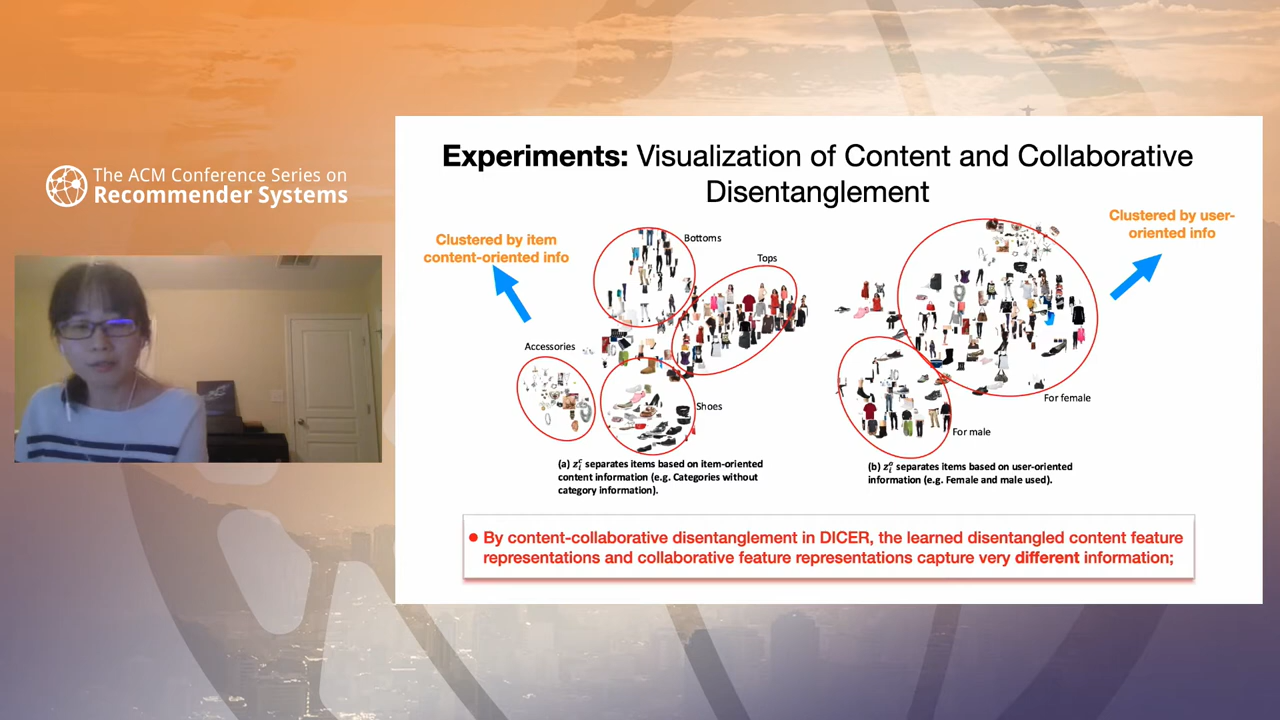 The ACM Conference Series on
Recommender Systems
Experiments: Visualization of Content and Collaborative
Disentanglement
Clustered by item
content-oriented info
Clustered by user-
oriented info
Bottoms
Tops
Accessories
Shoes
For female
For male
(a) z_i^c separates items based on item-oriented
content information (e.g. Categories without
category information).
(b) z_i^o separates items based on user-oriented
information (e.g. Female and male used).
• By content-collaborative disentanglement in DICER, the learned disentangled content feature
representations and collaborative feature representations capture very different information;